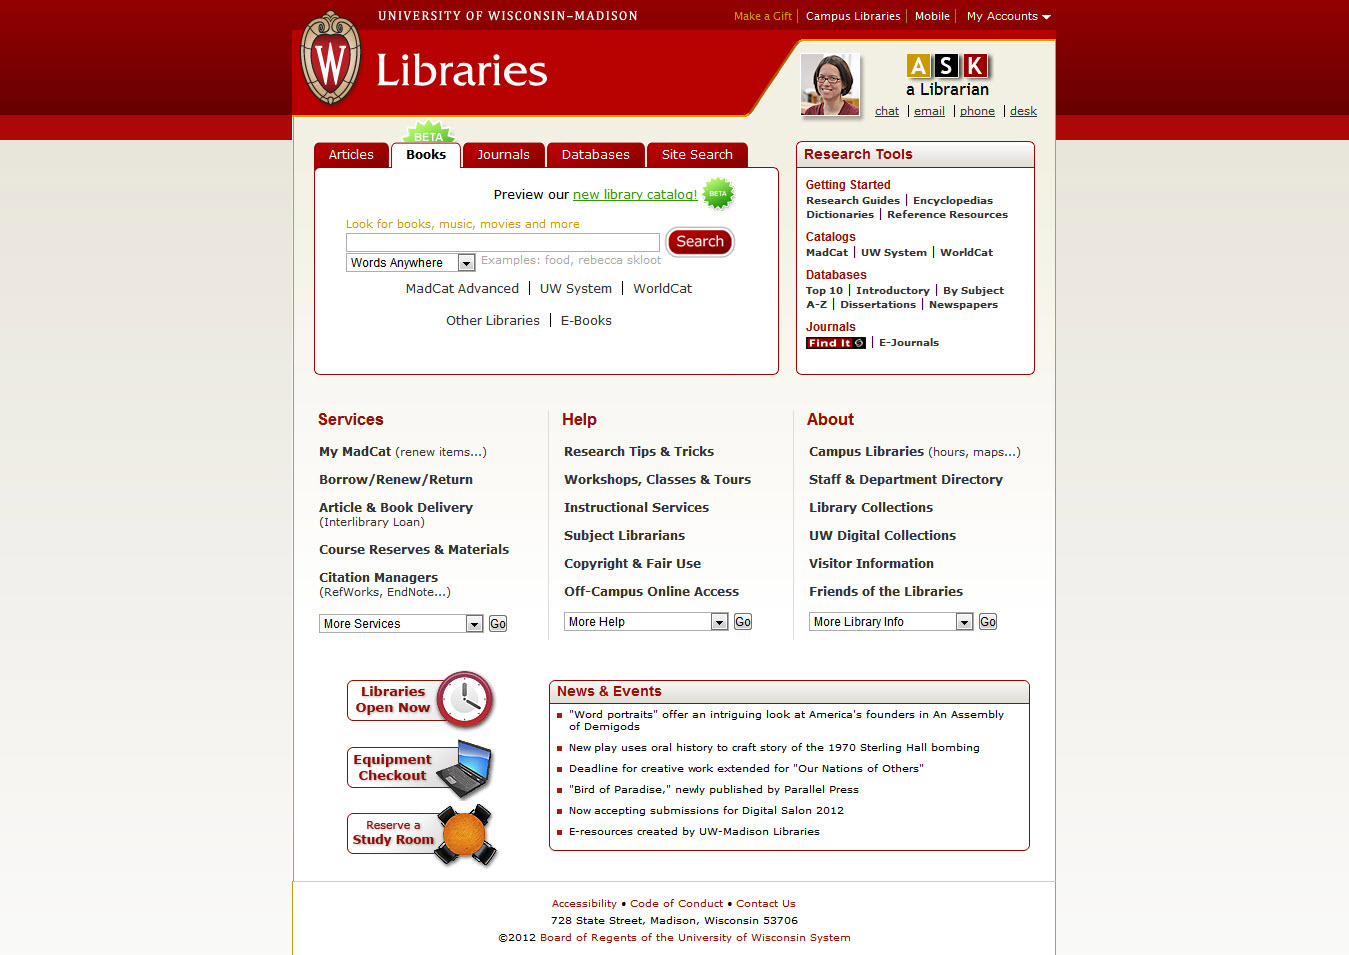 UNIVERSITY OF WISCONSIN–MADISON
Make a Gift | Campus Libraries | Mobile | My Accounts
W
Libraries
A S K
a Librarian
chat | email | phone | desk
BETA
Articles
Books
Journals
Databases
Site Search
Preview our new library catalog!
BETA
Look for books, music, movies and more
Search
Words Anywhere
Examples: food, rebecca skloot
MadCat Advanced | UW System | WorldCat
Other Libraries | E-Books
Research Tools
Getting Started
Research Guides | Encyclopedias
Dictionaries | Reference Resources
Catalogs
MadCat | UW System | WorldCat
Databases
Top 10 | Introductory | By Subject
A-Z | Dissertations | Newspapers
Journals
Find It | E-Journals
Services
My MadCat (renew items...)
Borrow/Renew/Return
Article & Book Delivery
(Interlibrary Loan)
Course Reserves & Materials
Citation Managers
(RefWorks, EndNote...)
More Services
Go
Help
Research Tips & Tricks
Workshops, Classes & Tours
Instructional Services
Subject Librarians
Copyright & Fair Use
Off-Campus Online Access
More Help
Go
About
Campus Libraries (hours, maps...)
Staff & Department Directory
Library Collections
UW Digital Collections
Visitor Information
Friends of the Libraries
More Library Info
Go
Libraries
Open Now
Equipment
Checkout
Reserve a
Study Room
News & Events
"Word portraits" offer an intriguing look at America's founders in An Assembly
of Demigods
New play uses oral history to craft story of the 1970 Sterling Hall bombing
Deadline for creative work extended for "Our Nations of Others"
"Bird of Paradise," newly published by Parallel Press
Now accepting submissions for Digital Salon 2012
E-resources created by UW-Madison Libraries
Accessibility • Code of Conduct • Contact Us
728 State Street, Madison, Wisconsin 53706
©2012 Board of Regents of the University of Wisconsin System